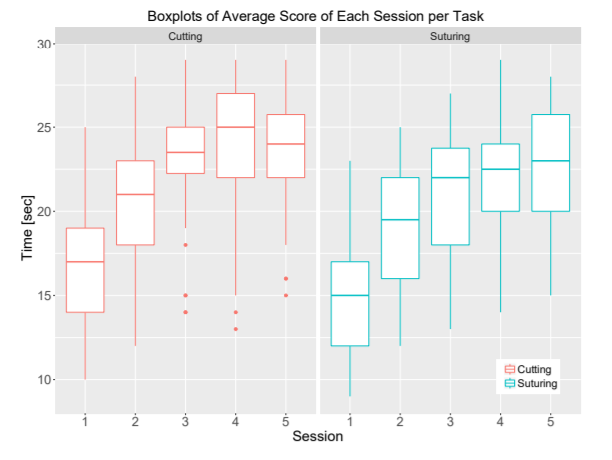 Boxplots of Average Score of Each Session per Task
Cutting Suturing
30
25
20
15
10
Time [sec]
1 2 3 4 5 1 2 3 4 5
Session
Cutting
Suturing